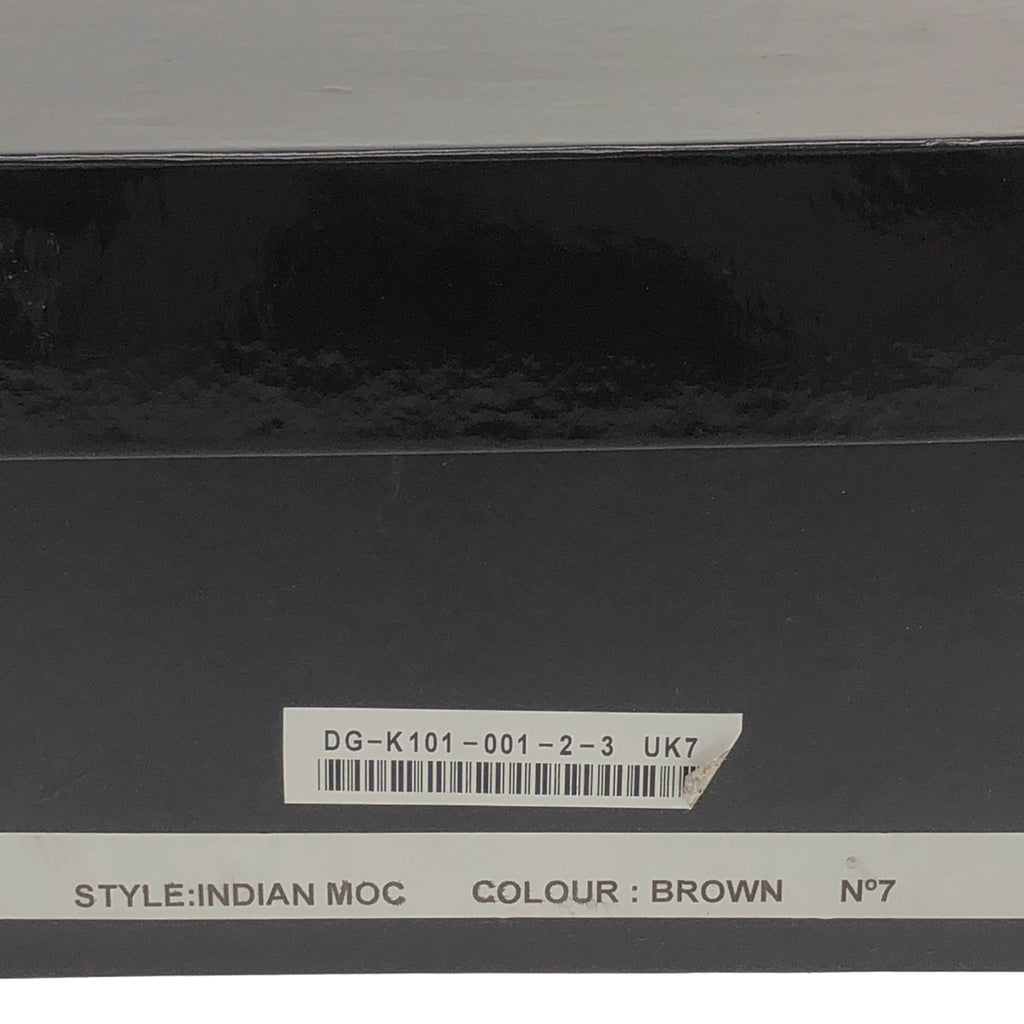 DG-K101-001-2-3 UK7
STYLE:INDIAN MOC COLOUR : BROWN Nº7